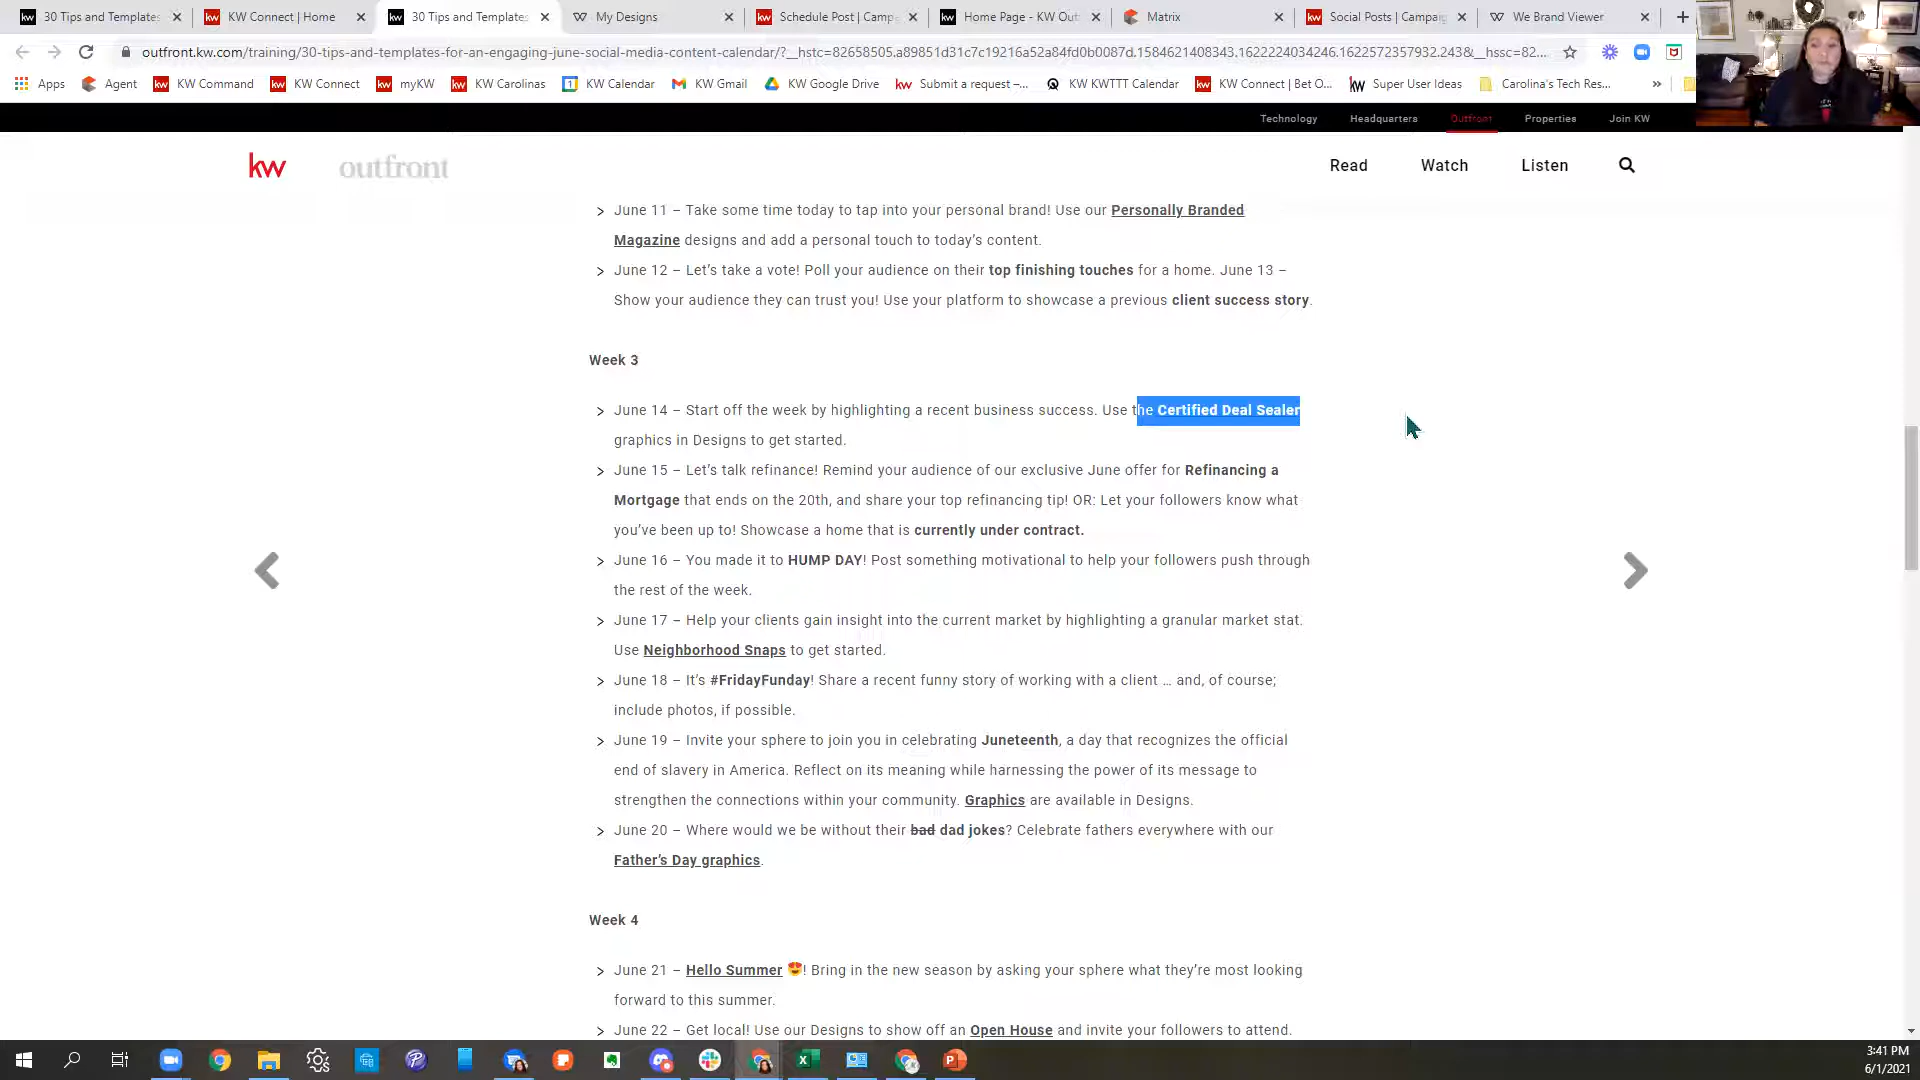 30 Tips and Templates
KW Connect | Home
30 Tips and Templates
My Designs
Schedule Post | Camp
Home Page - KW Out
Matrix
Social Posts | Campaig
We Brand Viewer
outfront.kw.com/training/30-tips-and-templates-for-an-engaging-june-social-media-content-calendar/?__hstc=82658505.a89851d31c7c19216a52a84fd0b0087d.1584621408343.1622224034246.1622572357932.243&__hssc=82...
Apps
Agent
KW Command
KW Connect
myKW
KW Carolinas
KW Calendar
KW Gmail
KW Google Drive
Submit a request –...
KW KWTTT Calendar
KW Connect | Bet O...
Super User Ideas
Carolina's Tech Res...
Technology
Headquarters
Outfront
Properties
Join KW
kw outfront
Read
Watch
Listen
June 11 – Take some time today to tap into your personal brand! Use our Personally Branded
Magazine designs and add a personal touch to today's content.
June 12 – Let's take a vote! Poll your audience on their top finishing touches for a home. June 13 –
Show your audience they can trust you! Use your platform to showcase a previous client success story.
Week 3
June 14 – Start off the week by highlighting a recent business success. Use the Certified Deal Sealer
graphics in Designs to get started.
June 15 – Let's talk refinance! Remind your audience of our exclusive June offer for Refinancing a
Mortgage that ends on the 20th, and share your top refinancing tip! OR: Let your followers know what
you've been up to! Showcase a home that is currently under contract.
June 16 – You made it to HUMP DAY! Post something motivational to help your followers push through
the rest of the week.
June 17 – Help your clients gain insight into the current market by highlighting a granular market stat.
Use Neighborhood Snaps to get started.
June 18 – It's #FridayFunday! Share a recent funny story of working with a client … and, of course;
include photos, if possible.
June 19 – Invite your sphere to join you in celebrating Juneteenth, a day that recognizes the official
end of slavery in America. Reflect on its meaning while harnessing the power of its message to
strengthen the connections within your community. Graphics are available in Designs.
June 20 – Where would we be without their bad dad jokes? Celebrate fathers everywhere with our
Father's Day graphics.
Week 4
June 21 – Hello Summer 😍! Bring in the new season by asking your sphere what they're most looking
forward to this summer.
June 22 – Get local! Use our Designs to show off an Open House and invite your followers to attend.
3:41 PM
6/1/2021